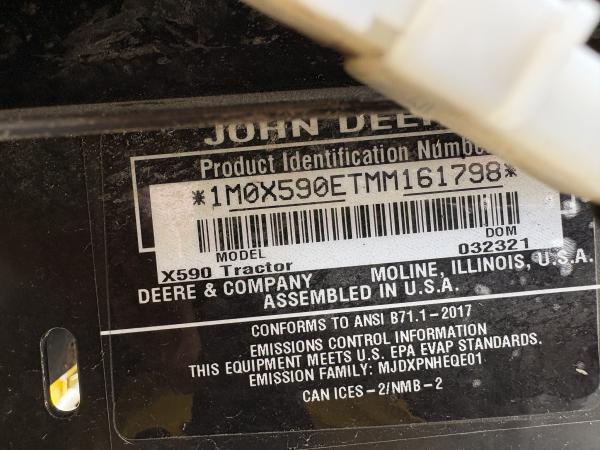 JOHN DEERE
Product Identification Number
*1M0X590ETMM161798*
MODEL DOM
X590 Tractor 032321
DEERE & COMPANY MOLINE, ILLINOIS, U.S.A.
ASSEMBLED IN U.S.A.
CONFORMS TO ANSI B71.1-2017
EMISSIONS CONTROL INFORMATION
THIS EQUIPMENT MEETS U.S. EPA EVAP STANDARDS.
EMISSION FAMILY: MJDXPNHEQE01
CAN ICES-2/NMB-2